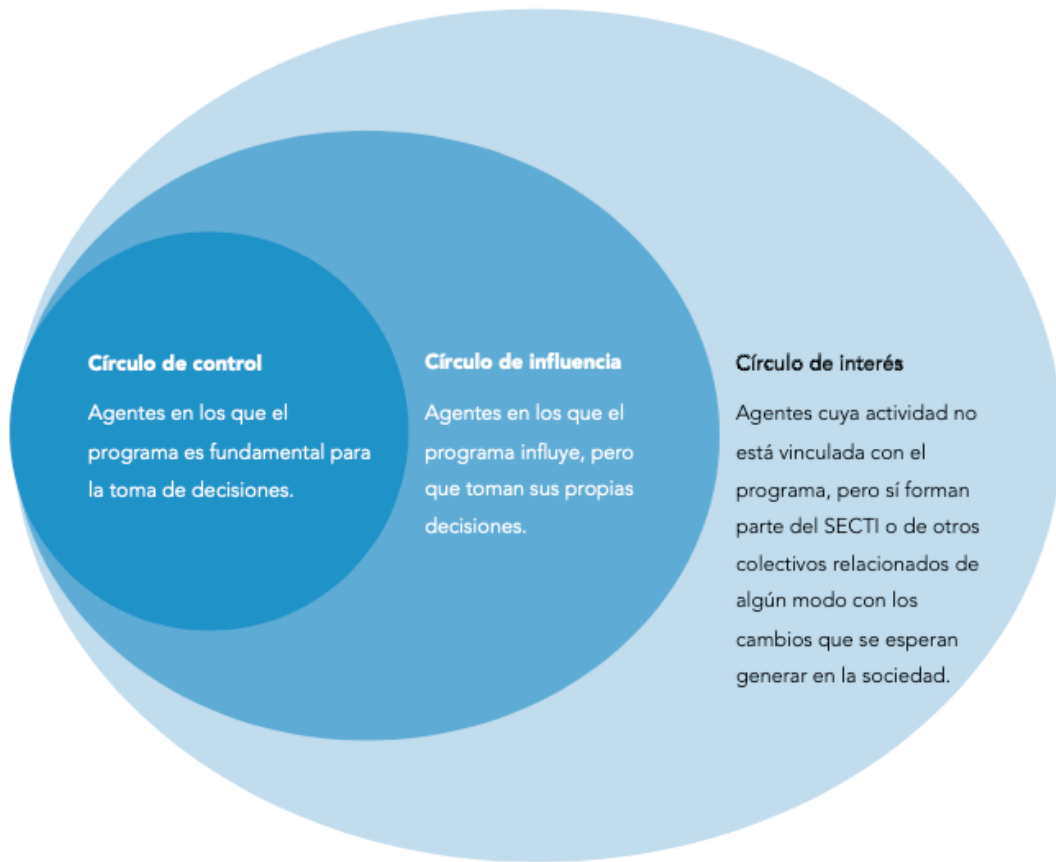 Círculo de control
Agentes en los que el
programa es fundamental para
la toma de decisiones.
Círculo de influencia
Agentes en los que el
programa influye, pero
que toman sus propias
decisiones.
Círculo de interés
Agentes cuya actividad no
está vinculada con el
programa, pero sí forman
parte del SECTI o de otros
colectivos relacionados de
algún modo con los
cambios que se esperan
generar en la sociedad.